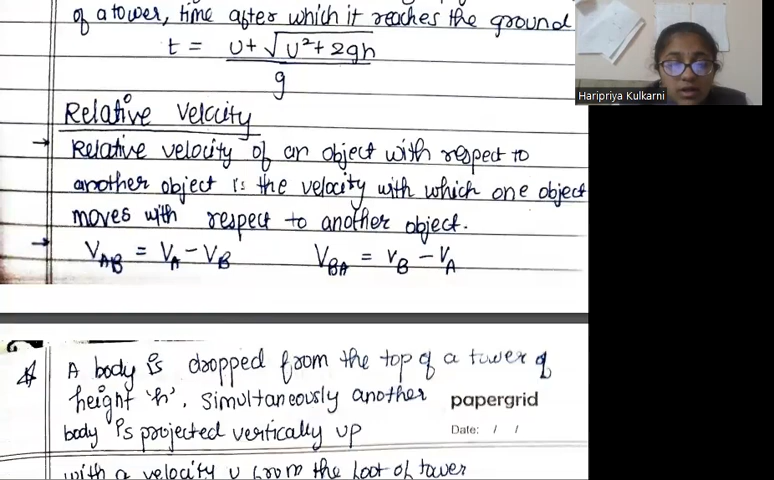 of a tower, time after which it reaches the ground
t = u+√u²+2gh
g
Relative Velocity
→ Relative velocity of an object with respect to
another object is the velocity with which one object
moves with respect to another object.
→ V_AB = V_A - V_B V_BA = V_B - V_A
A body is dropped from the top of a tower of
height 'h'. Simultaneously another
body is projected vertically up
with a velocity u from the foot of tower
papergrid
Date: / /
Haripriya Kulkarni